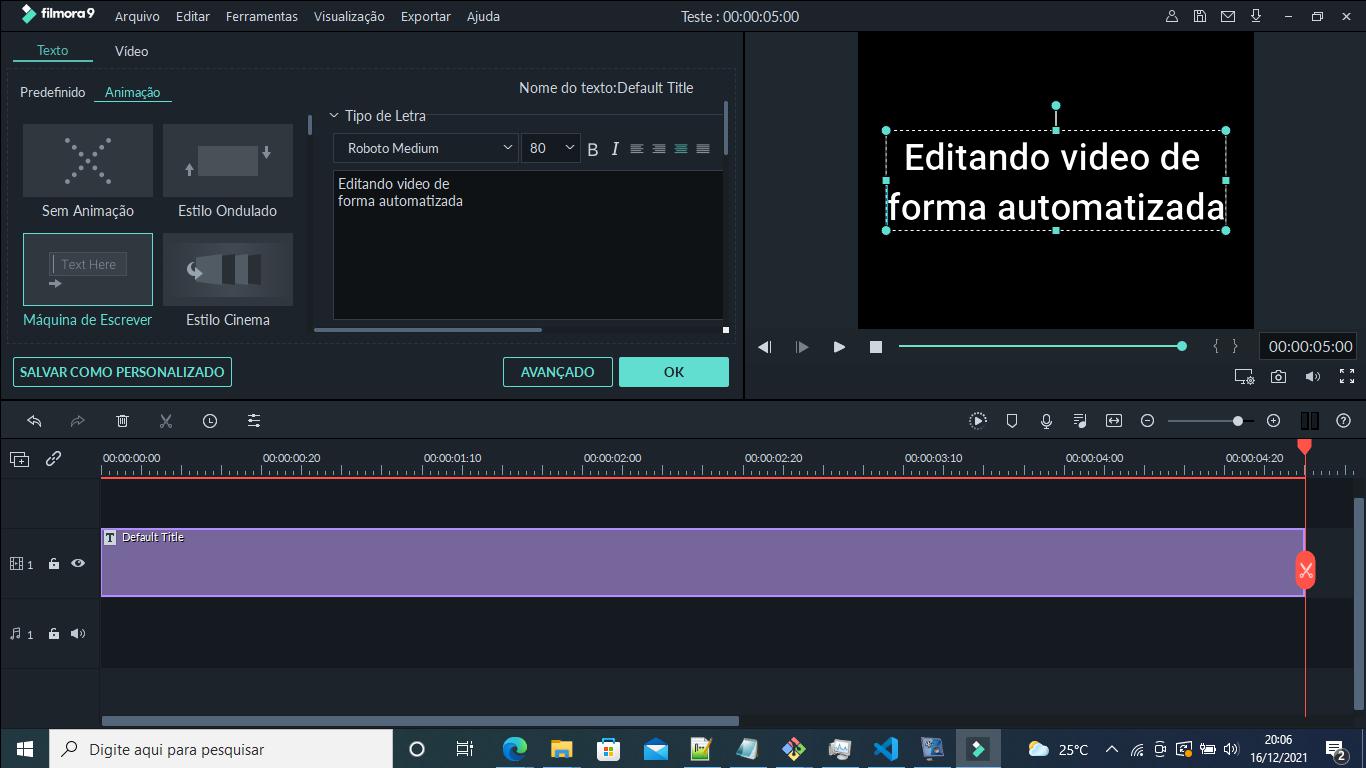 filmora 9 Arquivo Editar Ferramentas Visualização Exportar Ajuda Teste : 00:00:05:00
Texto Vídeo
Predefinido Animação
Nome do texto:Default Title
Tipo de Letra
Roboto Medium 80 B I
Editando video de
forma automatizada
Sem Animação Estilo Ondulado
Text Here
Máquina de Escrever Estilo Cinema
SALVAR COMO PERSONALIZADO AVANÇADO OK
Editando video de
forma automatizada
{ } 00:00:05:00
00:00:00:00 00:00:00:20 00:00:01:10 00:00:02:00 00:00:02:20 00:00:03:10 00:00:04:00 00:00:04:20
T Default Title
1
1
Digite aqui para pesquisar
25°C
20:06
16/12/2021
2